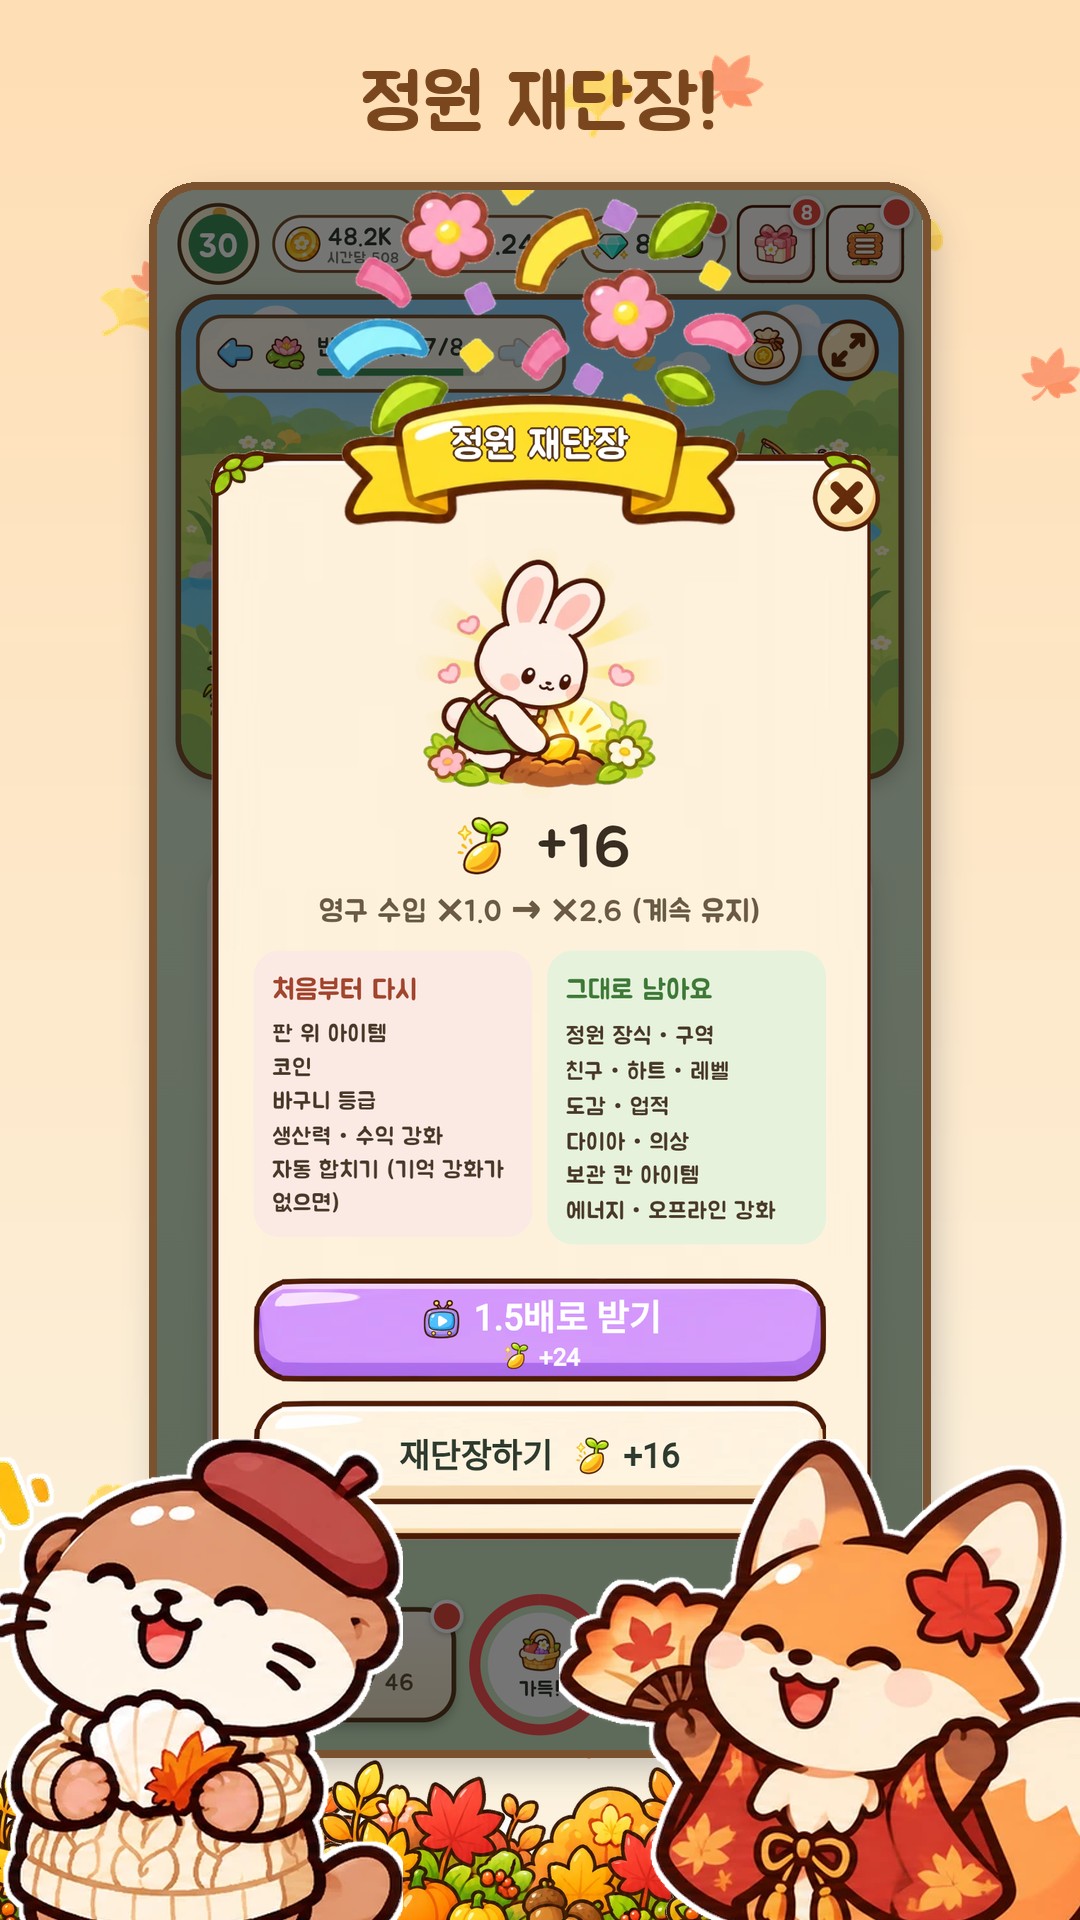 정원 재단장!
30
48.2K
시간당 508
8
7/8
정원 재단장
+16
영구 수입 ×1.0 → ×2.6 (계속 유지)
처음부터 다시
판 위 아이템
코인
바구니 등급
생산력 • 수익 강화
자동 합치기 (기억 강화가
없으면)
그대로 남아요
정원 장식 • 구역
친구 • 하트 • 레벨
도감 • 업적
다이아 • 의상
보관 칸 아이템
에너지 • 오프라인 강화
1.5배로 받기
+24
재단장하기 +16
46
가득!